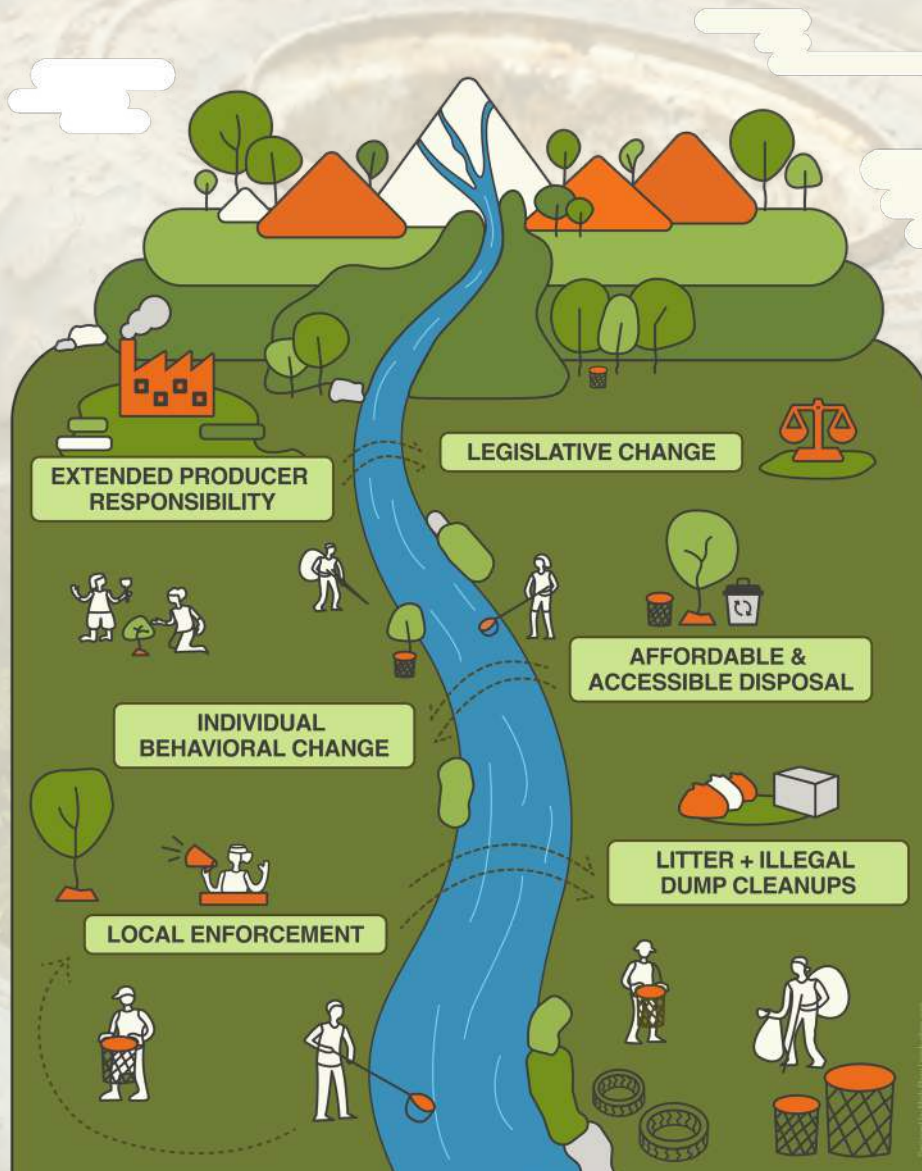 EXTENDED PRODUCER
RESPONSIBILITY
LEGISLATIVE CHANGE
AFFORDABLE &
ACCESSIBLE DISPOSAL
INDIVIDUAL
BEHAVIORAL CHANGE
LITTER + ILLEGAL
DUMP CLEANUPS
LOCAL ENFORCEMENT